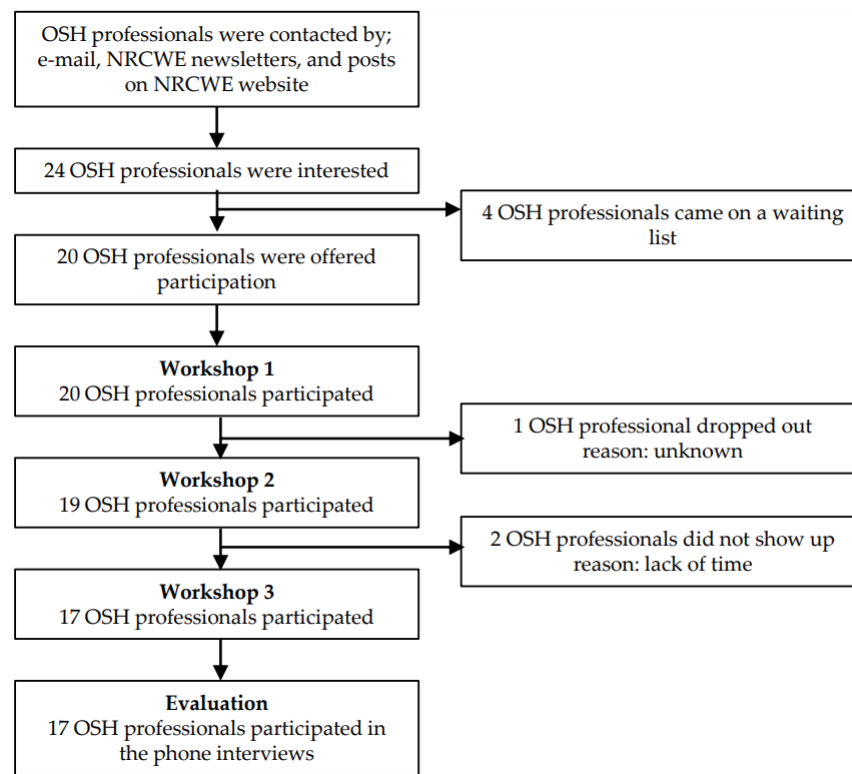 OSH professionals were contacted by;
e-mail, NRCWE newsletters, and posts
on NRCWE website
24 OSH professionals were interested
4 OSH professionals came on a waiting
list
20 OSH professionals were offered
participation
Workshop 1
20 OSH professionals participated
1 OSH professional dropped out
reason: unknown
Workshop 2
19 OSH professionals participated
2 OSH professionals did not show up
reason: lack of time
Workshop 3
17 OSH professionals participated
Evaluation
17 OSH professionals participated in
the phone interviews